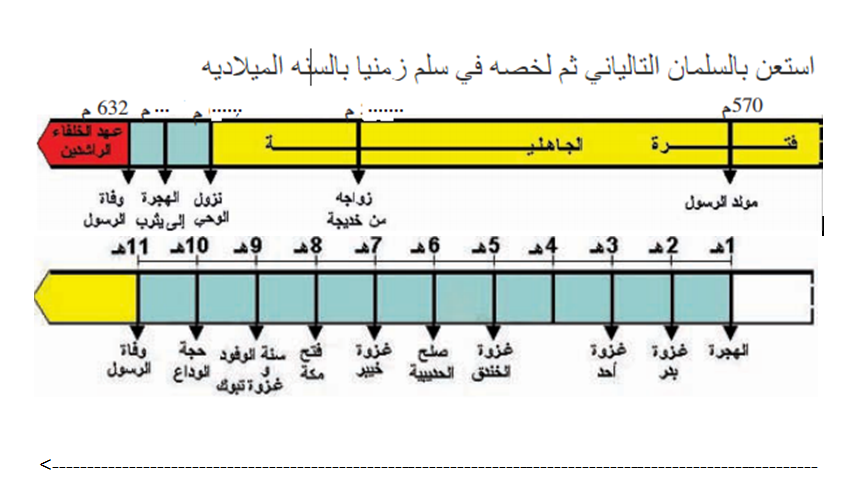 استعن بالسلمان التالياني ثم لخصه في سلم زمنيا بالسنه الميلاديه
570م ....... م ...... م ... م 632 م
فتـرة الجاهليـة عهد الخلفاء الراشدين
مولد الرسول
زواجه من خديجة
نزول الوحي
الهجرة إلى يثرب
وفاة الرسول
1هـ 2هـ 3هـ 4هـ 5هـ 6هـ 7هـ 8هـ 9هـ 10هـ 11هـ
الهجرة
غزوة بدر
غزوة أحد
غزوة الخندق
صلح الحديبية
غزوة خيبر
فتح مكة
سنة الوفود و غزوة تبوك
حجة الوداع
وفاة الرسول